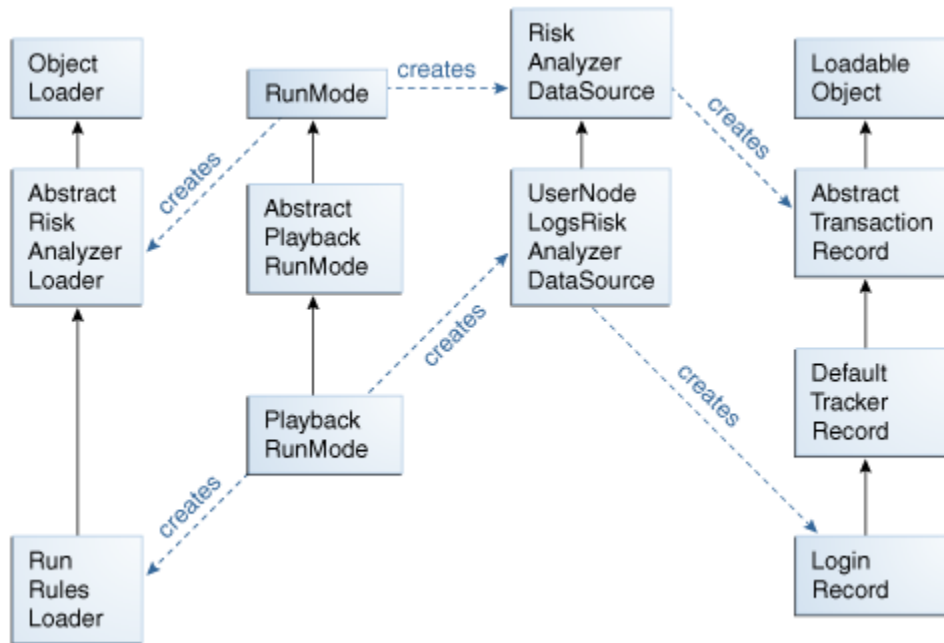 Object
Loader
RunMode
creates
Risk
Analyzer
DataSource
Loadable
Object
creates
creates
Abstract
Risk
Analyzer
Loader
Abstract
Playback
RunMode
UserNode
LogsRisk
Analyzer
DataSource
Abstract
Transaction
Record
creates
creates
Default
Tracker
Record
Playback
RunMode
creates
Run
Rules
Loader
Login
Record